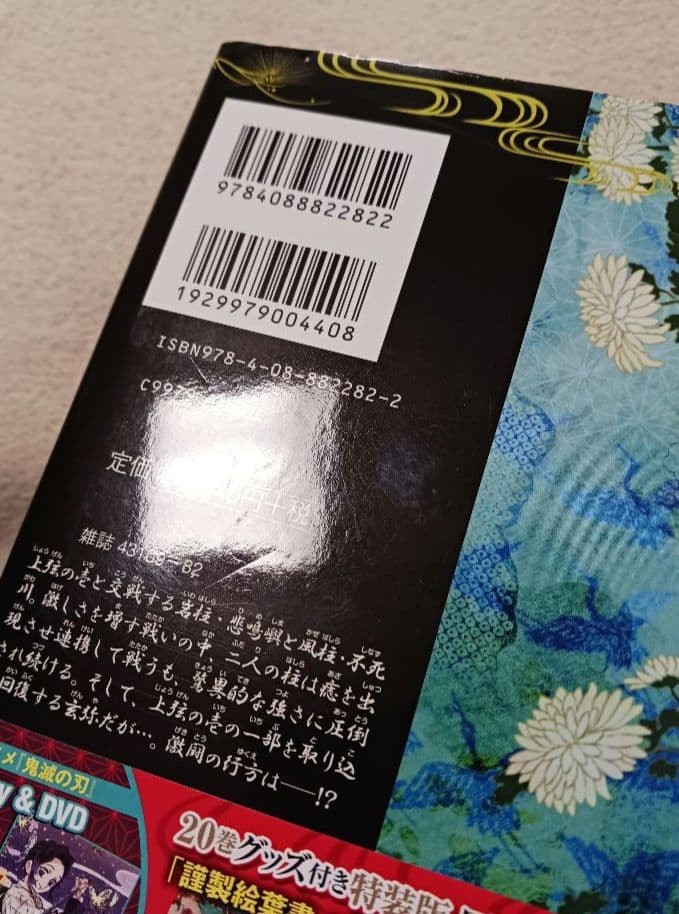 9784088822822
1929979004408
ISBN978-4-08-882282-2
C99
定価
0円+税
雑誌 43189-82
上弦の壱と交戦する岩柱・悲鳴嶼と風柱・不死
川。激しさを増す戦いの中、二人の柱は痣を出
現させ連携して戦うも、驚異的な強さに圧倒
され続ける。そして、上弦の壱の一部を取り込
回復する玄弥だが…。激闘の行方は――!?
メ『鬼滅の刃』
y & DVD
20巻グッズ付き特装版
「謹製絵葉書